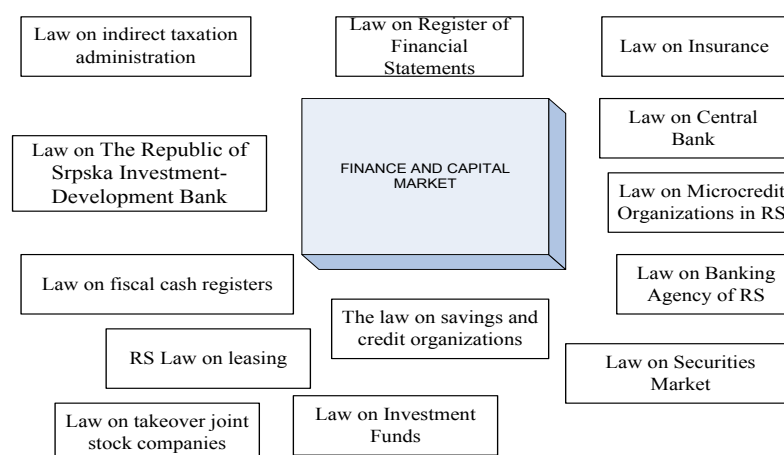 Law on indirect taxation
administration
Law on Register of
Financial
Statements
Law on Insurance
Law on The Republic of
Srpska Investment-
Development Bank
FINANCE AND CAPITAL
MARKET
Law on Central
Bank
Law on Microcredit
Organizations in RS
Law on fiscal cash registers
Law on Banking
Agency of RS
The law on savings and
credit organizations
RS Law on leasing
Law on Securities
Market
Law on takeover joint
stock companies
Law on Investment
Funds